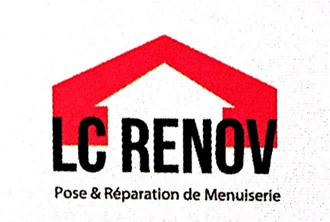 LC RENOV
Pose & Réparation de Menuiserie